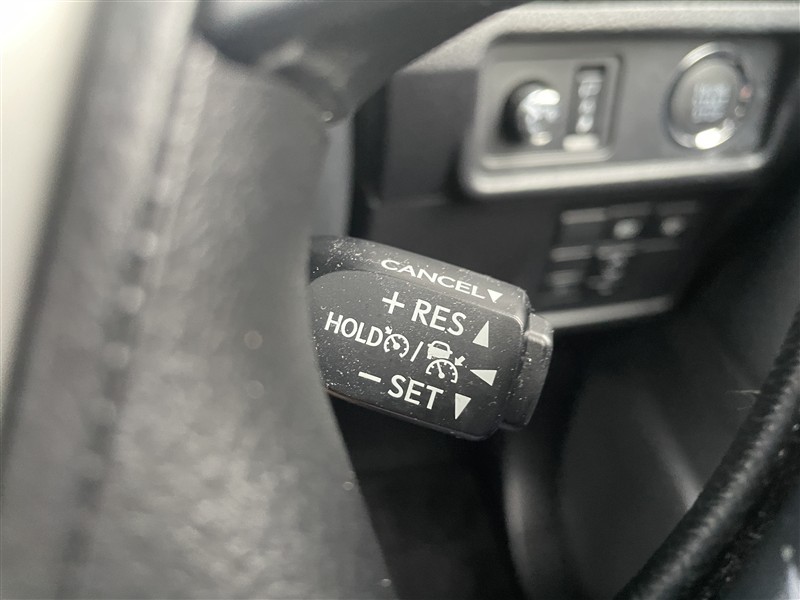 CANCEL▼
+ RES ▲
HOLD / ◀
− SET ▼